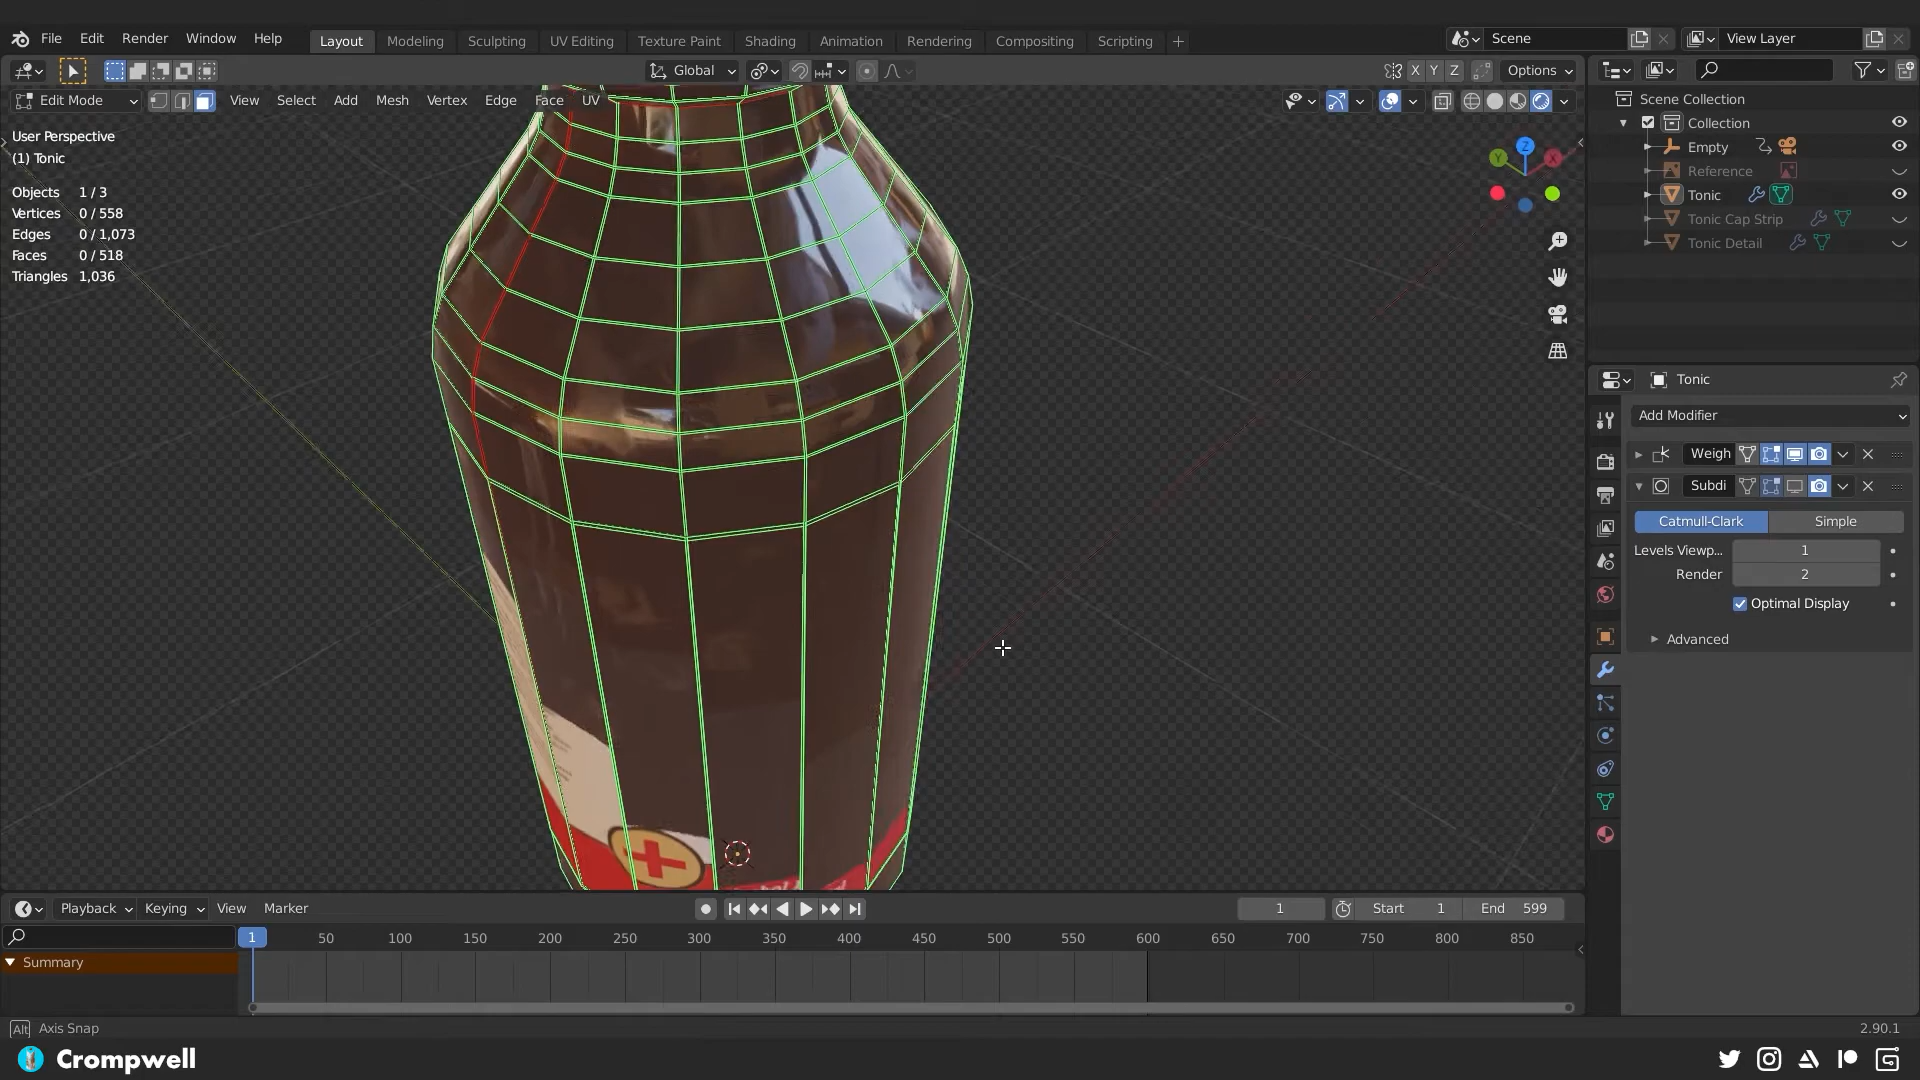 File Edit Render Window Help Layout Modeling Sculpting UV Editing Texture Paint Shading Animation Rendering Compositing Scripting + Scene View Layer
Global X Y Z Options
Edit Mode View Select Add Mesh Vertex Edge Face UV
User Perspective
(1) Tonic
Objects 1 / 3
Vertices 0 / 558
Edges 0 / 1,073
Faces 0 / 518
Triangles 1,036
Z
Y
X
Scene Collection
Collection
Empty
Reference
Tonic
Tonic Cap Strip
Tonic Detail
Tonic
Add Modifier
Weigh
Subdi
Catmull-Clark Simple
Levels Viewp... 1
Render 2
Optimal Display
Advanced
Playback Keying View Marker 1 Start 1 End 599
1 50 100 150 200 250 300 350 400 450 500 550 600 650 700 750 800 850
Summary
Alt Axis Snap 2.90.1
Crompwell